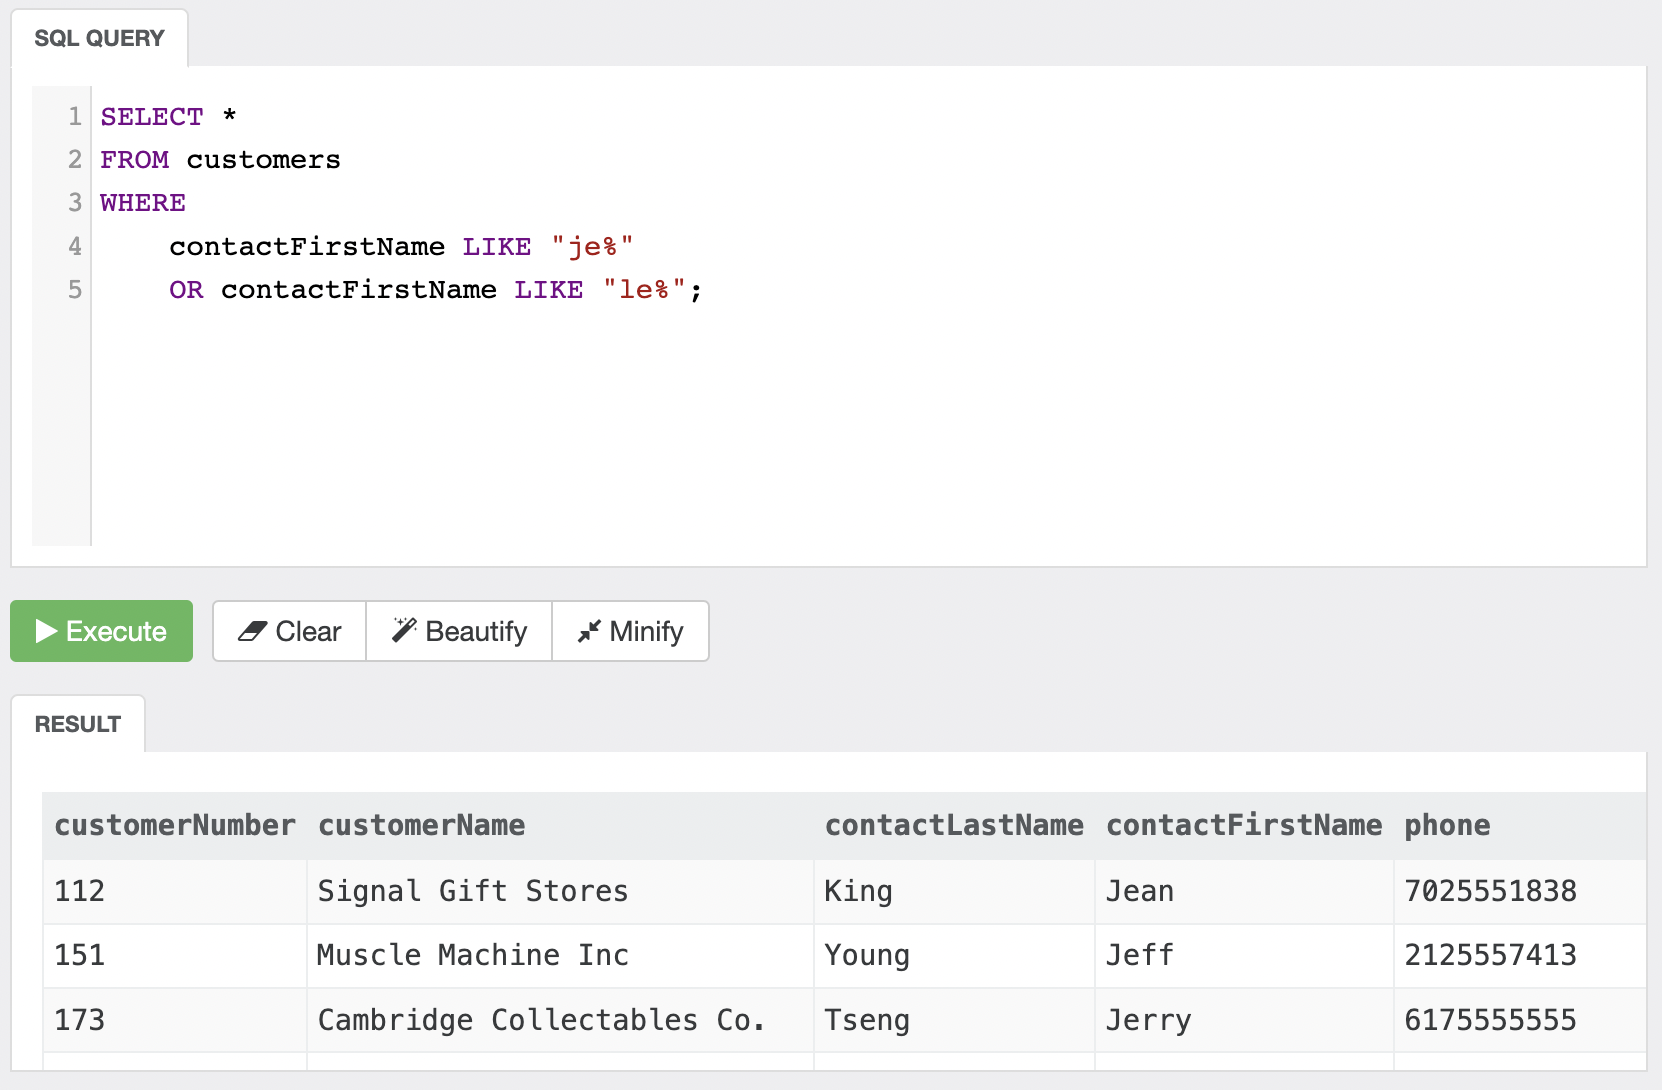 SQL QUERY
1 SELECT *
2 FROM customers
3 WHERE
4     contactFirstName LIKE "je%"
5     OR contactFirstName LIKE "le%";
Execute Clear Beautify Minify
RESULT
customerNumber customerName contactLastName contactFirstName phone
112 Signal Gift Stores King Jean 7025551838
151 Muscle Machine Inc Young Jeff 2125557413
173 Cambridge Collectables Co. Tseng Jerry 6175555555